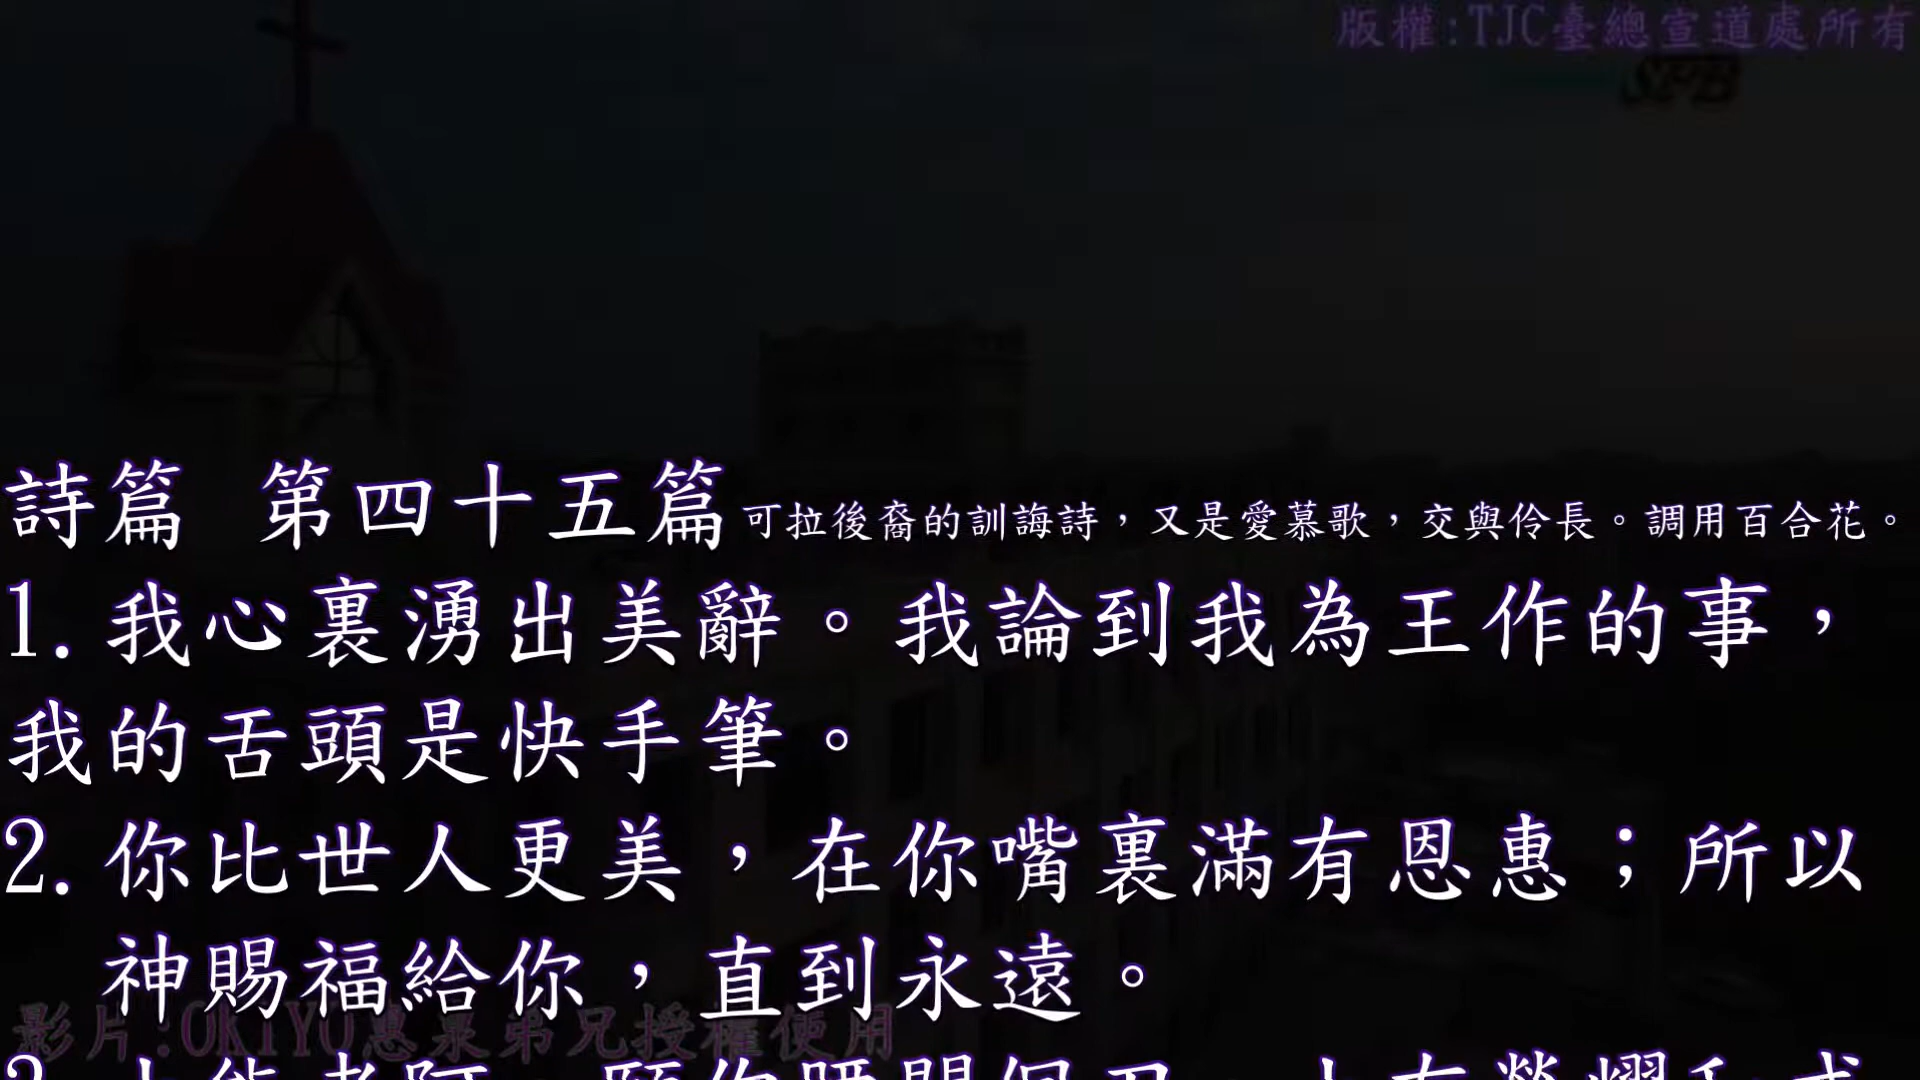 版權:TJC臺總宣道處所有
SFB
詩篇 第四十五篇可拉後裔的訓誨詩，又是愛慕歌，交與伶長。調用百合花。
1.我心裏湧出美辭。我論到我為王作的事，
我的舌頭是快手筆。
2.你比世人更美，在你嘴裏滿有恩惠；所以
神賜福給你，直到永遠。
影片:OKiYO惠泉弟兄授權使用